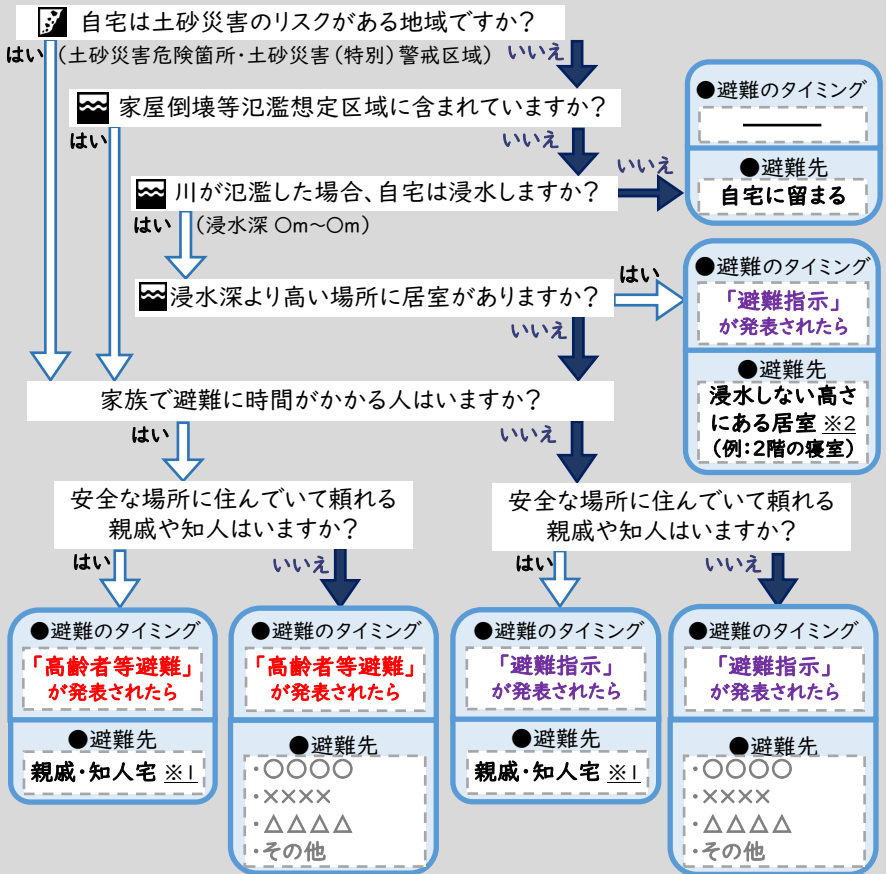 自宅は土砂災害のリスクがある地域ですか?
はい (土砂災害危険箇所・土砂災害(特別)警戒区域) いいえ
家屋倒壊等氾濫想定区域に含まれていますか?
はい いいえ
川が氾濫した場合、自宅は浸水しますか?
いいえ
はい (浸水深 〇m~〇m)
●避難のタイミング
―――
●避難先
自宅に留まる
浸水深より高い場所に居室がありますか?
はい
いいえ
●避難のタイミング
「避難指示」
が発表されたら
●避難先
浸水しない高さ
にある居室 ※2
(例:2階の寝室)
家族で避難に時間がかかる人はいますか?
はい いいえ
安全な場所に住んでいて頼れる
親戚や知人はいますか?
はい いいえ
安全な場所に住んでいて頼れる
親戚や知人はいますか?
はい いいえ
●避難のタイミング
「高齢者等避難」
が発表されたら
●避難先
親戚・知人宅 ※1
●避難のタイミング
「高齢者等避難」
が発表されたら
●避難先
・〇〇〇〇
・××××
・△△△△
・その他
●避難のタイミング
「避難指示」
が発表されたら
●避難先
親戚・知人宅 ※1
●避難のタイミング
「避難指示」
が発表されたら
●避難先
・〇〇〇〇
・××××
・△△△△
・その他